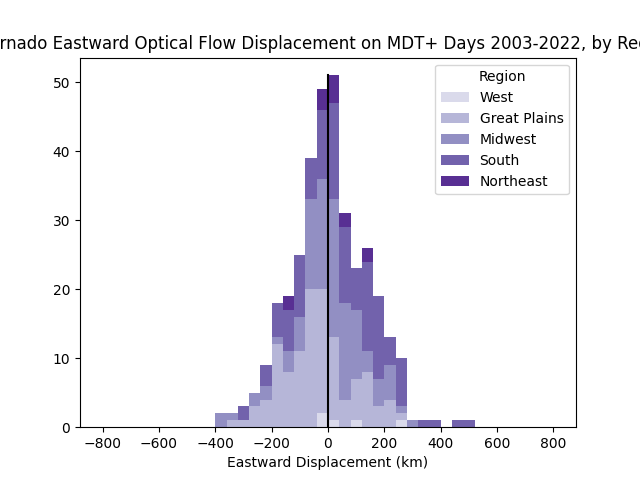 rnado Eastward Optical Flow Displacement on MDT+ Days 2003-2022, by Re
50
40
30
20
10
0
Region
West
Great Plains
Midwest
South
Northeast
−800 −600 −400 −200 0 200 400 600 800
Eastward Displacement (km)